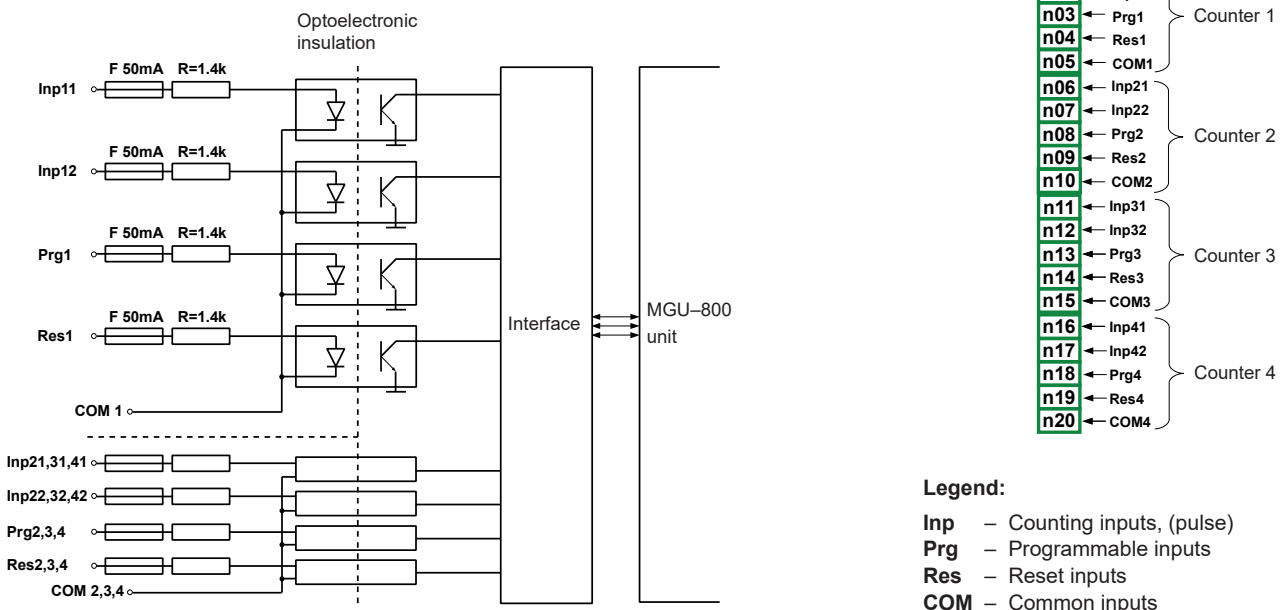 Optoelectronic
insulation
F 50mA R=1.4k
Inp11
F 50mA R=1.4k
Inp12
F 50mA R=1.4k
Prg1
F 50mA R=1.4k
Res1
COM 1
Inp21,31,41
Inp22,32,42
Prg2,3,4
Res2,3,4
COM 2,3,4
Interface
MGU–800
unit
n03 Prg1
n04 Res1
n05 COM1
Counter 1
n06 Inp21
n07 Inp22
n08 Prg2
n09 Res2
n10 COM2
Counter 2
n11 Inp31
n12 Inp32
n13 Prg3
n14 Res3
n15 COM3
Counter 3
n16 Inp41
n17 Inp42
n18 Prg4
n19 Res4
n20 COM4
Counter 4
Legend:
Inp – Counting inputs, (pulse)
Prg – Programmable inputs
Res – Reset inputs
COM – Common inputs